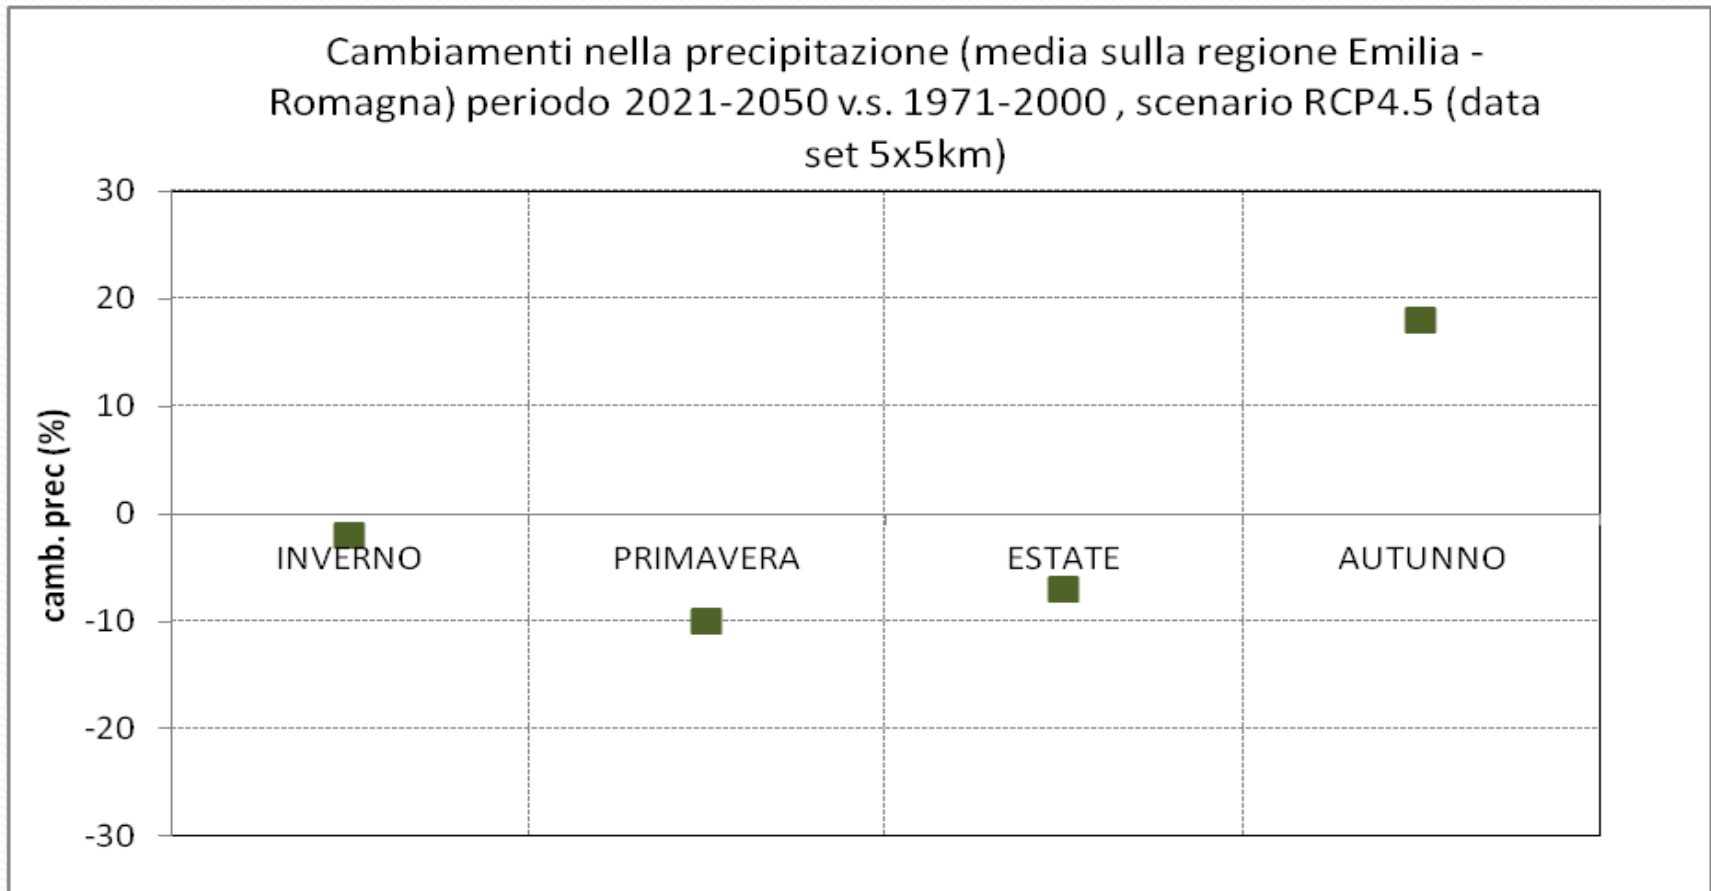 Cambiamenti nella precipitazione (media sulla regione Emilia -
Romagna) periodo 2021-2050 v.s. 1971-2000 , scenario RCP4.5 (data
set 5x5km)
30
20
10
0
-10
-20
-30
camb. prec (%)
INVERNO PRIMAVERA ESTATE AUTUNNO